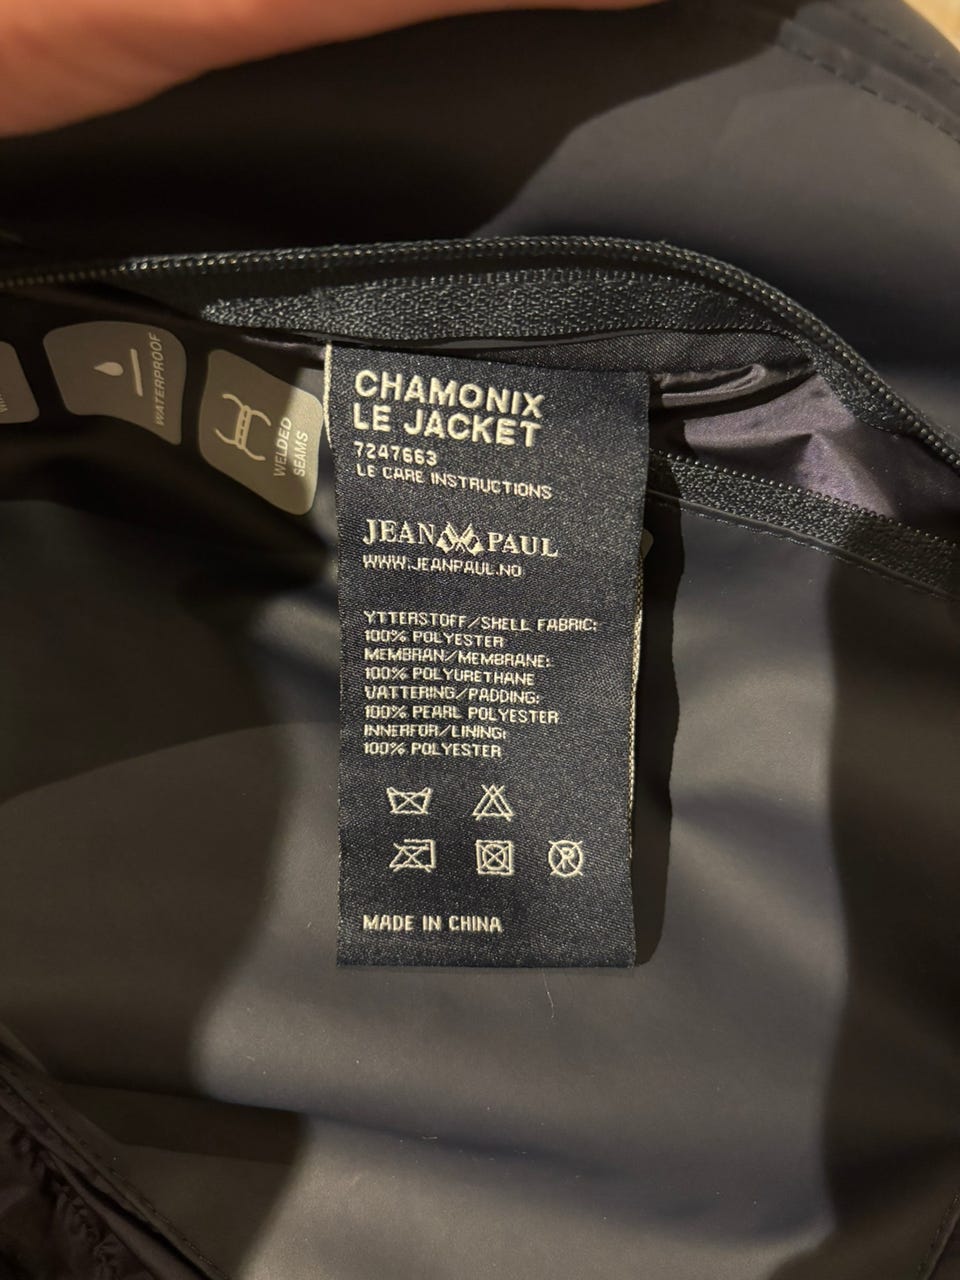 WATERPROOF
WELDED
SEAMS
CHAMONIX
LE JACKET
7247663
LE CARE INSTRUCTIONS
JEAN PAUL
WWW.JEANPAUL.NO
YTTERSTOFF/SHELL FABRIC:
100% POLYESTER
MEMBRAN/MEMBRANE:
100% POLYURETHANE
VATTERING/PADDING:
100% PEARL POLYESTER
INNERFÔR/LINING:
100% POLYESTER
MADE IN CHINA